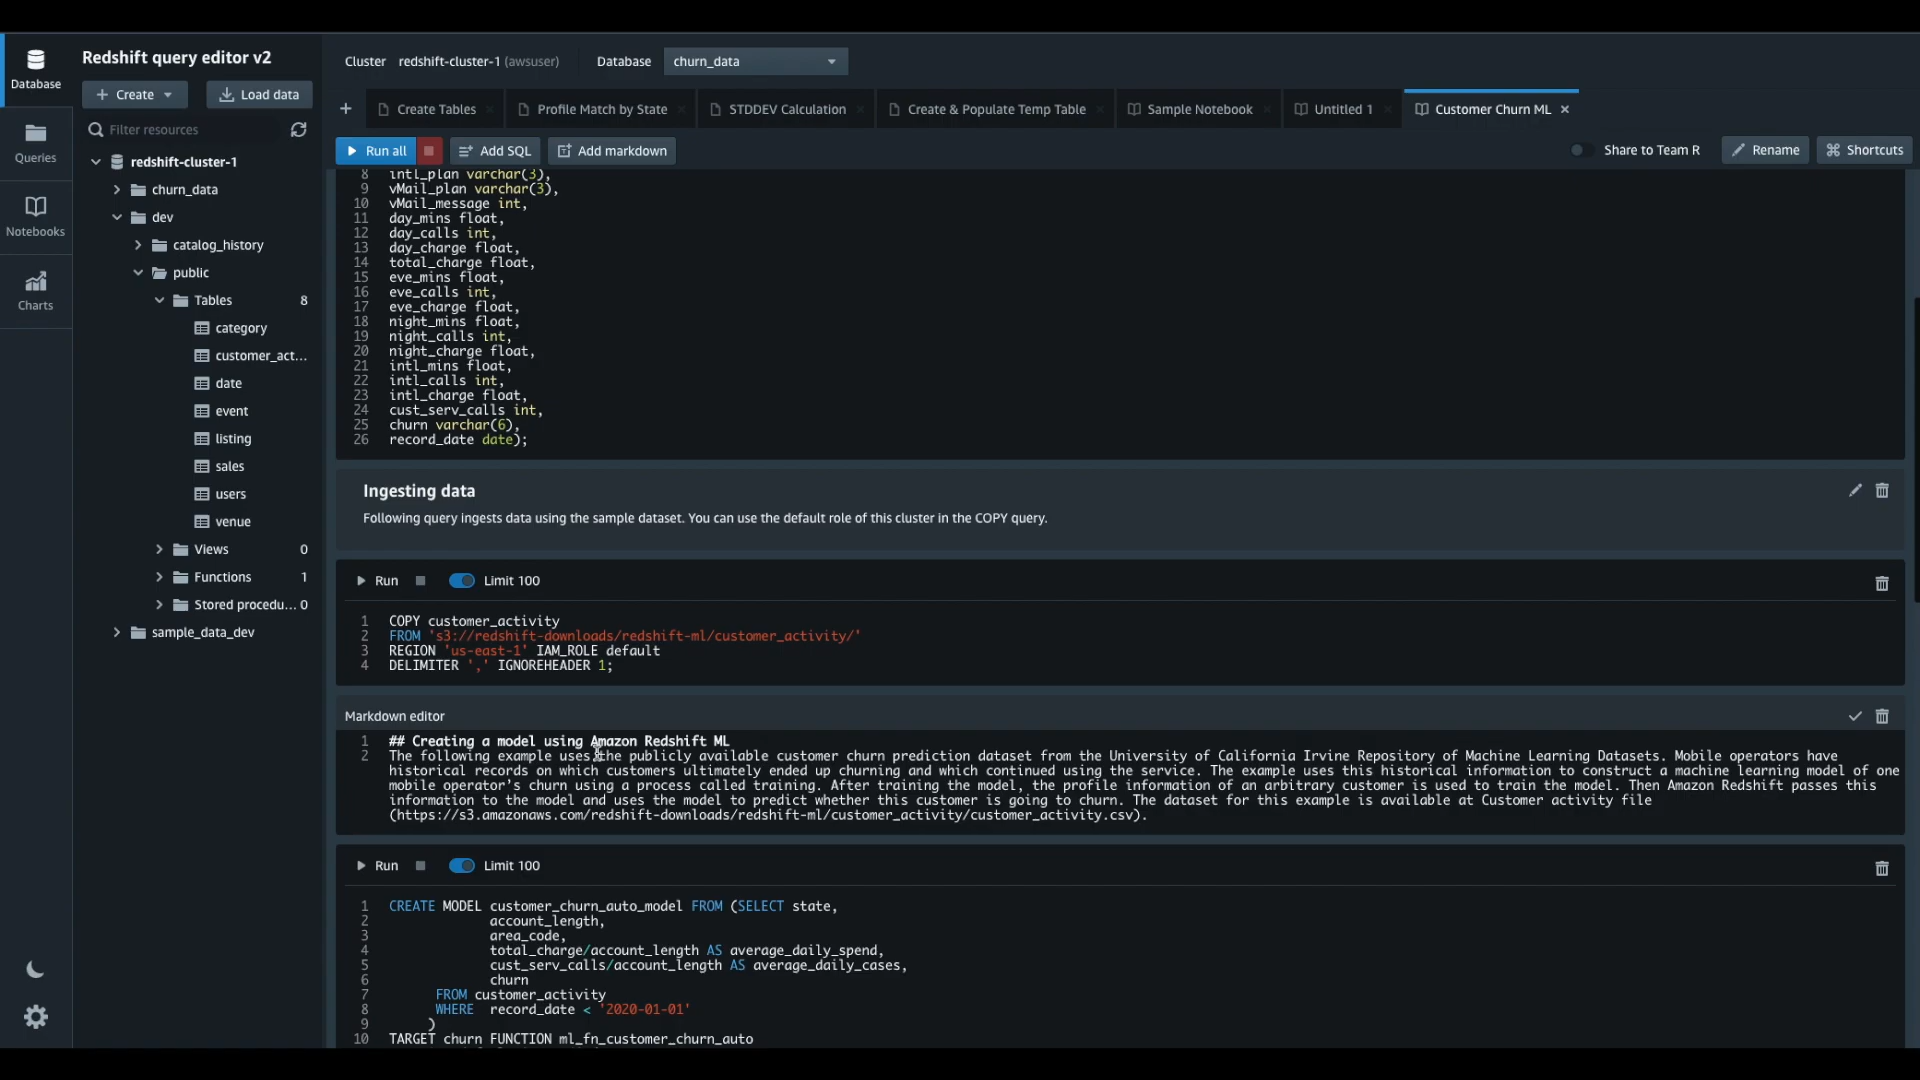 Database
Queries
Notebooks
Charts
Redshift query editor v2
+ Create
Load data
Filter resources
redshift-cluster-1
churn_data
dev
catalog_history
public
Tables 8
category
customer_act...
date
event
listing
sales
users
venue
Views 0
Functions 1
Stored procedu... 0
sample_data_dev
Cluster redshift-cluster-1 (awsuser) Database churn_data
+ Create Tables Profile Match by State STDDEV Calculation Create & Populate Temp Table Sample Notebook Untitled 1 Customer Churn ML
Run all Add SQL Add markdown Share to Team R Rename Shortcuts
8 intl_plan varchar(3),
9 vMail_plan varchar(3),
10 vMail_message int,
11 day_mins float,
12 day_calls int,
13 day_charge float,
14 total_charge float,
15 eve_mins float,
16 eve_calls int,
17 eve_charge float,
18 night_mins float,
19 night_calls int,
20 night_charge float,
21 intl_mins float,
22 intl_calls int,
23 intl_charge float,
24 cust_serv_calls int,
25 churn varchar(6),
26 record_date date);
Ingesting data
Following query ingests data using the sample dataset. You can use the default role of this cluster in the COPY query.
Run Limit 100
1 COPY customer_activity
2 FROM 's3://redshift-downloads/redshift-ml/customer_activity/'
3 REGION 'us-east-1' IAM_ROLE default
4 DELIMITER ',' IGNOREHEADER 1;
Markdown editor
1 ## Creating a model using Amazon Redshift ML
2 The following example uses the publicly available customer churn prediction dataset from the University of California Irvine Repository of Machine Learning Datasets. Mobile operators have
historical records on which customers ultimately ended up churning and which continued using the service. The example uses this historical information to construct a machine learning model of one
mobile operator's churn using a process called training. After training the model, the profile information of an arbitrary customer is used to train the model. Then Amazon Redshift passes this
information to the model and uses the model to predict whether this customer is going to churn. The dataset for this example is available at Customer activity file
(https://s3.amazonaws.com/redshift-downloads/redshift-ml/customer_activity/customer_activity.csv).
Run Limit 100
1 CREATE MODEL customer_churn_auto_model FROM (SELECT state,
2 account_length,
3 area_code,
4 total_charge/account_length AS average_daily_spend,
5 cust_serv_calls/account_length AS average_daily_cases,
6 churn
7 FROM customer_activity
8 WHERE record_date < '2020-01-01'
9 )
10 TARGET churn FUNCTION ml_fn_customer_churn_auto